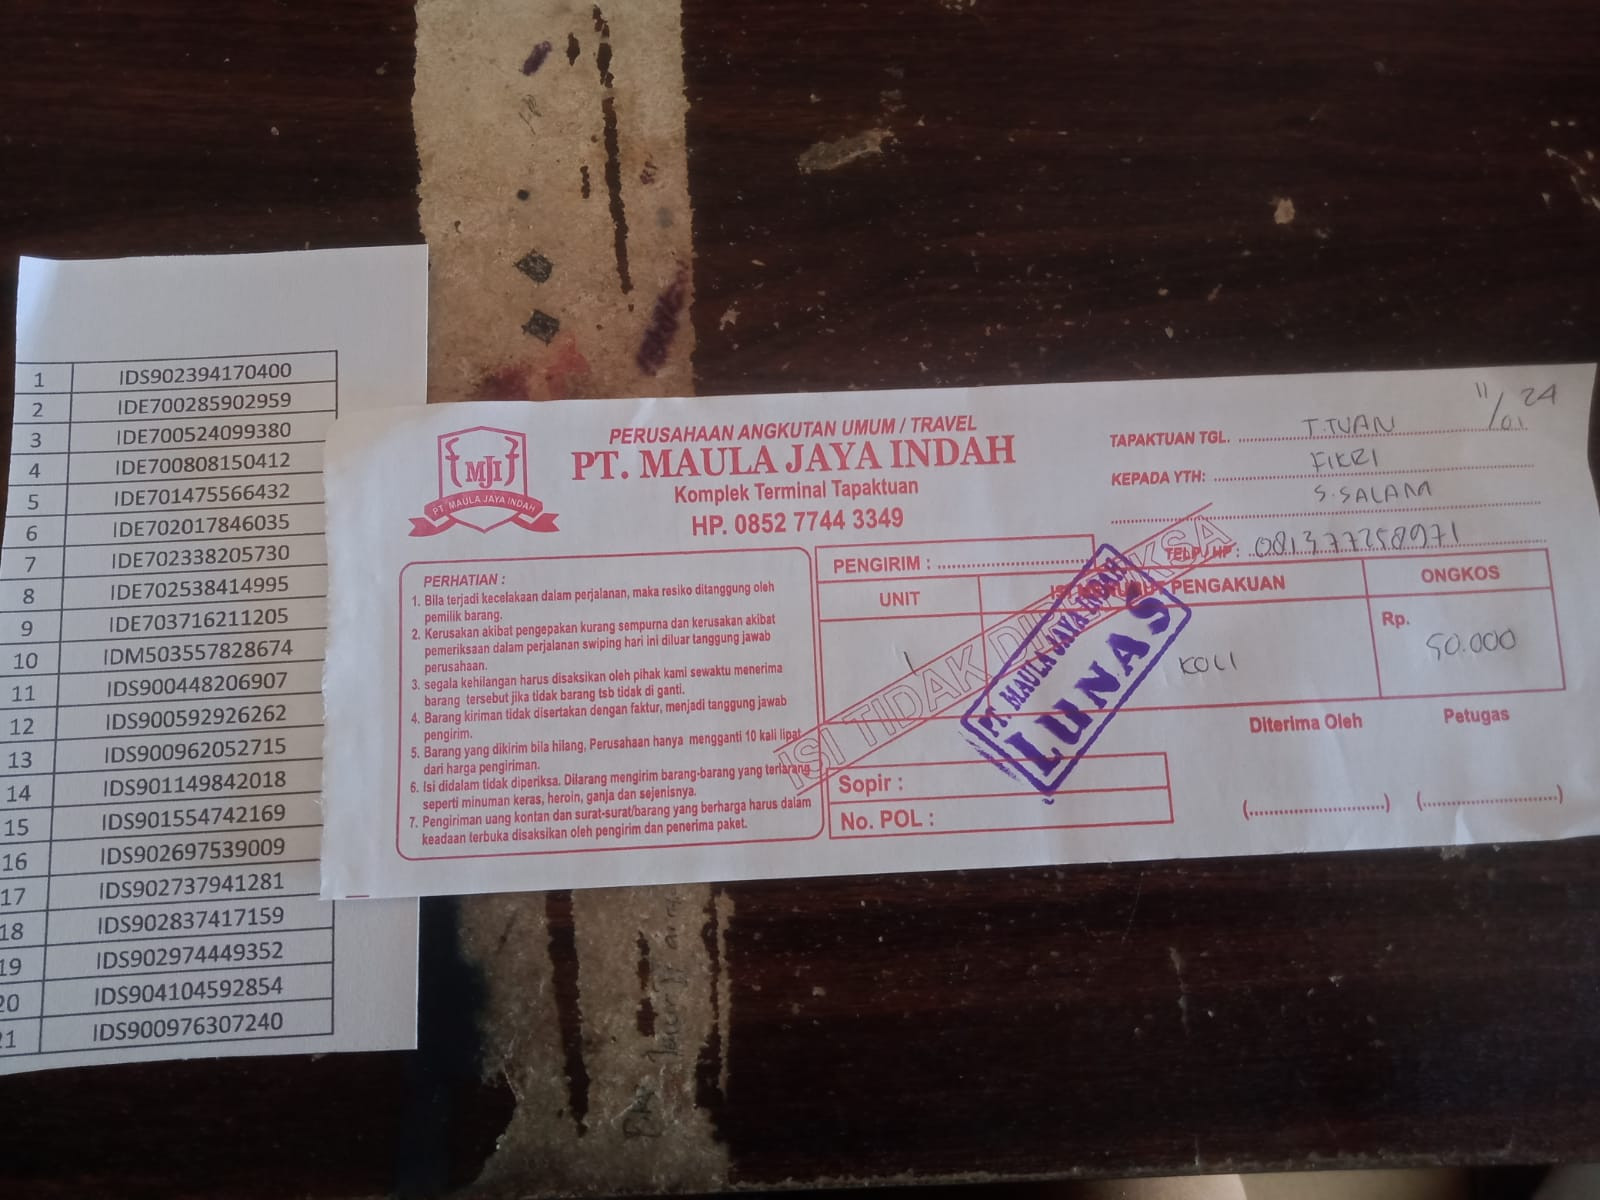 1 IDS902394170400
2 IDE700285902959
3 IDE700524099380
4 IDE700808150412
5 IDE701475566432
6 IDE702017846035
7 IDE702338205730
8 IDE702538414995
9 IDE703716211205
10 IDM503557828674
11 IDS900448206907
12 IDS900592926262
13 IDS900962052715
14 IDS901149842018
15 IDS901554742169
16 IDS902697539009
17 IDS902737941281
18 IDS902837417159
19 IDS902974449352
20 IDS904104592854
21 IDS900976307240
MJI
PT. MAULA JAYA INDAH
PERUSAHAAN ANGKUTAN UMUM / TRAVEL
PT. MAULA JAYA INDAH
Komplek Terminal Tapaktuan
HP. 0852 7744 3349
TAPAKTUAN TGL. T.TUAN 11/01 24
KEPADA YTH: FIKRI
S.SALAM
TELP / HP : 081377258971
PERHATIAN :
1. Bila terjadi kecelakaan dalam perjalanan, maka resiko ditanggung oleh
pemilik barang.
2. Kerusakan akibat pengepakan kurang sempurna dan kerusakan akibat
pemeriksaan dalam perjalanan swiping hari ini diluar tanggung jawab
perusahaan.
3. segala kehilangan harus disaksikan oleh pihak kami sewaktu menerima
barang tersebut jika tidak barang tsb tidak di ganti.
4. Barang kiriman tidak disertakan dengan faktur, menjadi tanggung jawab
pengirim.
5. Barang yang dikirim bila hilang, Perusahaan hanya mengganti 10 kali lipat
dari harga pengiriman.
6. Isi didalam tidak diperiksa. Dilarang mengirim barang-barang yang terlarang
seperti minuman keras, heroin, ganja dan sejenisnya.
7. Pengiriman uang kontan dan surat-surat/barang yang berharga harus dalam
keadaan terbuka disaksikan oleh pengirim dan penerima paket.
PENGIRIM :
UNIT
ISI MENURUT PENGAKUAN
ONGKOS
1
KOLI
Rp. 50.000
ISI TIDAK DIPERIKSA
PT. MAULA JAYA INDAH
LUNAS
Sopir :
No. POL :
Diterima Oleh
Petugas
(..............................) (..............................)